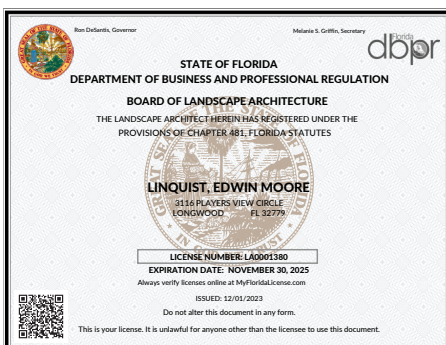 Ron DeSantis, Governor
Melanie S. Griffin, Secretary
Florida
dbpr
STATE OF FLORIDA
DEPARTMENT OF BUSINESS AND PROFESSIONAL REGULATION
BOARD OF LANDSCAPE ARCHITECTURE
THE LANDSCAPE ARCHITECT HEREIN HAS REGISTERED UNDER THE
PROVISIONS OF CHAPTER 481, FLORIDA STATUTES
LINQUIST, EDWIN MOORE
3116 PLAYERS VIEW CIRCLE
LONGWOOD FL 32779
LICENSE NUMBER: LA0001380
EXPIRATION DATE: NOVEMBER 30, 2025
Always verify licenses online at MyFloridaLicense.com
ISSUED: 12/01/2023
Do not alter this document in any form.
This is your license. It is unlawful for anyone other than the licensee to use this document.